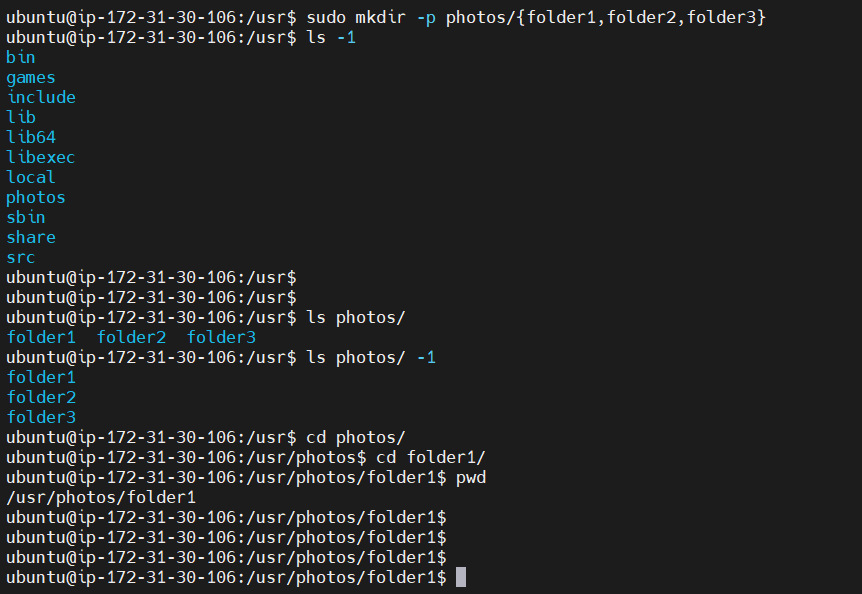 ubuntu@ip-172-31-30-106:/usr$ sudo mkdir -p photos/{folder1,folder2,folder3}
ubuntu@ip-172-31-30-106:/usr$ ls -1
bin
games
include
lib
lib64
libexec
local
photos
sbin
share
src
ubuntu@ip-172-31-30-106:/usr$
ubuntu@ip-172-31-30-106:/usr$
ubuntu@ip-172-31-30-106:/usr$ ls photos/
folder1  folder2  folder3
ubuntu@ip-172-31-30-106:/usr$ ls photos/ -1
folder1
folder2
folder3
ubuntu@ip-172-31-30-106:/usr$ cd photos/
ubuntu@ip-172-31-30-106:/usr/photos$ cd folder1/
ubuntu@ip-172-31-30-106:/usr/photos/folder1$ pwd
/usr/photos/folder1
ubuntu@ip-172-31-30-106:/usr/photos/folder1$
ubuntu@ip-172-31-30-106:/usr/photos/folder1$
ubuntu@ip-172-31-30-106:/usr/photos/folder1$
ubuntu@ip-172-31-30-106:/usr/photos/folder1$